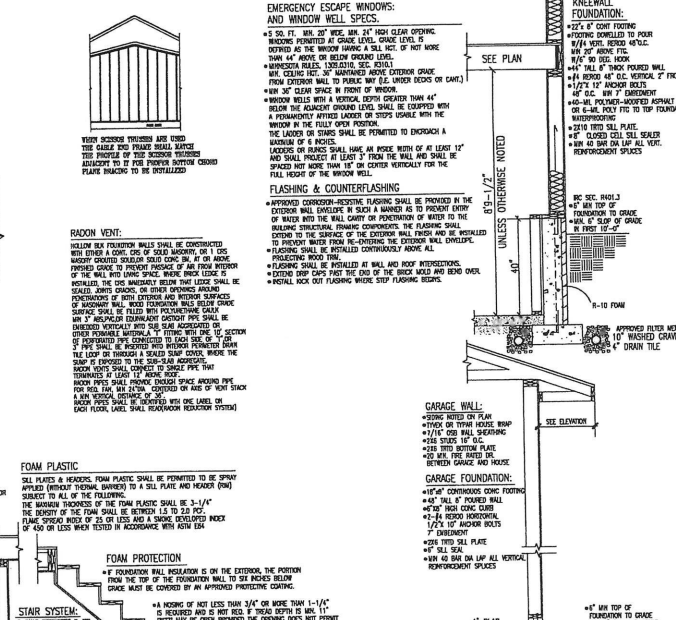 WHEN SCISSOR TRUSSES ARE USED
THE GABLE END FRAME SHALL MATCH
THE PROFILE OF THE SCISSOR TRUSSES
ADJACENT TO IT FOR PROPER BOTTOM CHORD
PLANE BRACING TO BE INSTALLED
RADON VENT:
HOLLOW BLK FOUNDATION WALLS SHALL BE CONSTRUCTED
WITH EITHER A CONT. CRS OF SOLID MASONRY, OR 1 CRS
MASONRY GROUTED SOLID, OR SOLID CONC BM, AT OR ABOVE
FINISHED GRADE TO PREVENT PASSAGE OF AIR FROM INTERIOR
OF THE WALL INTO LIVING SPACE, WHERE BRICK LEDGE IS
INSTALLED, THE CRS IMMEDIATELY BELOW THAT LEDGE SHALL BE
SEALED. JOINTS CRACKS, OR OTHER OPENINGS AROUND
PENETRATIONS OF BOTH EXTERIOR AND INTERIOR SURFACES
OF MASONARY WALL, WOOD FOUNDATION WALLS BELOW GRADE
SURFACE SHALL BE FILLED WITH POLYURETHANE CAULK
MIN 3" ABS,PVC,OR EQUIVALENT GASTIGHT PIPE SHALL BE
EMBEDDED VERTICALLY INTO SUB SLAB AGGREGATED OR
OTHER PERMABLE MATERIAL "T" FITTING WITH ONE 10' SECTION
OF PERFORATED PIPE CONNECTED TO EACH SIDE OF "T",OR
3" PIPE SHALL BE INSERTED INTO INTERIOR PERIMETER DRAIN
TILE LOOP OR THROUGH A SEALED SUMP COVER, WHERE THE
SUMP IS EXPOSED TO THE SUB-SLAB AGGREGATE.
RADON VENTS SHALL CONNECT TO SINGLE PIPE THAT
TERMINATES AT LEAST 12" ABOVE ROOF.
RADON PIPES SHALL PROVIDE ENOUGH SPACE AROUND PIPE
FOR REQ. FAN, MIN 24"DIA CENTERED ON AXIS OF VENT STACK
A MIN VERTICAL DISTANCE OF 36".
RADON PIPES SHALL BE IDENTIFIED WITH ONE LABEL ON
EACH FLOOR, LABEL SHALL READ(RADON REDUCTION SYSTEM)
FOAM PLASTIC
SILL PLATES & HEADERS. FOAM PLASTIC SHALL BE PERMITTED TO BE SPRAY
APPLIED (WITHOUT THERMAL BARRIER) TO A SILL PLATE AND HEADER (RIM)
SUBJECT TO ALL OF THE FOLLOWING.
THE MAXIMUM THICKNESS OF THE FOAM PLASTIC SHALL BE 3-1/4"
THE DENSITY OF THE FOAM SHALL BE BETWEEN 1.5 TO 2.0 PCF.
FLAME SPREAD INDEX OF 25 OR LESS AND A SMOKE DEVELOPED INDEX
OF 450 OR LESS WHEN TESTED IN ACCORDANCE WITH ASTM E84
OR
FOAM PROTECTION
• IF FOUNDATION WALL INSULATION IS ON THE EXTERIOR, THE PORTION
FROM THE TOP OF THE FOUNDATION WALL TO SIX INCHES BELOW
GRADE MUST BE COVERED BY AN APPROVED PROTECTIVE COATING.
STAIR SYSTEM:
•A NOSING OF NOT LESS THAN 3/4" OR MORE THAN 1-1/4"
IS REQUIRED AND IS NOT REQ. IF TREAD DEPTH IS MIN. 11"
EMERGENCY ESCAPE WINDOWS:
AND WINDOW WELL SPECS.
•5 SQ. FT. MIN. 20" WIDE, MIN. 24" HIGH CLEAR OPENING.
WINDOWS PERMITTED AT GRADE LEVEL. GRADE LEVEL IS
DEFINED AS THE WINDOW HAVING A SILL HGT. OF NOT MORE
THAN 44" ABOVE OR BELOW GROUND LEVEL.
•MINNESOTA RULES, 1309.0310, SEC. R310.1
MIN. CEILING HGT. 36" MAINTAINED ABOVE EXTERIOR GRADE
FROM EXTERIOR WALL TO PUBLIC WAY (I.E. UNDER DECKS OR CANT.)
•MIN 36" CLEAR SPACE IN FRONT OF WINDOW.
•WINDOW WELLS WITH A VERTICAL DEPTH GREATER THAN 44"
BELOW THE ADJACENT GROUND LEVEL SHALL BE EQUIPPED WITH
A PERMANENTLY AFFIXED LADDER OR STEPS USABLE WITH THE
WINDOW IN THE FULLY OPEN POSITION.
THE LADDER OR STAIRS SHALL BE PERMITTED TO ENCROACH A
MAXIMUM OF 6 INCHES.
LADDERS OR RUNGS SHALL HAVE AN INSIDE WIDTH OF AT LEAST 12"
AND SHALL PROJECT AT LEAST 3" FROM THE WALL AND SHALL BE
SPACED NOT MORE THAN 18" ON CENTER VERTICALLY FOR THE
FULL HEIGHT OF THE WINDOW WELL.
FLASHING & COUNTERFLASHING
•APPROVED CORROSION-RESISTIVE FLASHING SHALL BE PROVIDED IN THE
EXTERIOR WALL ENVELOPE IN SUCH A MANNER AS TO PREVENT ENTRY
OF WATER INTO THE WALL CAVITY OR PENETRATION OF WATER TO THE
BUILDING STRUCTURAL FRAMING COMPONENTS. THE FLASHING SHALL
EXTEND TO THE SURFACE OF THE EXTERIOR WALL FINISH AND BE INSTALLED
TO PREVENT WATER FROM RE-ENTERING THE EXTERIOR WALL ENVELOPE.
•FLASHING SHALL BE INSTALLED CONTINUOUSLY ABOVE ALL
PROJECTING WOOD TRIM.
•FLASHING SHALL BE INSTALLED AT WALL AND ROOF INTERSECTIONS.
•EXTEND DRIP CAPS PAST THE END OF THE BRICK MOLD AND BEND OVER.
•INSTALL KICK OUT FLASHING WHERE STEP FLASHING BEGINS.
SEE PLAN
8'9-1/2"
UNLESS OTHERWISE NOTED
40"
KNEEWALL
FOUNDATION:
•22"x 8" CONT FOOTING
•FOOTING DOWELLED TO POUR
W/#4 VERT. REROD 48"O.C.
MIN 20" ABOVE FTG.
W/6" 90 DEG. HOOK
•44" TALL 8" THICK POURED WALL
•#4 REROD 48" O.C. VERTICAL 2" FRO
•1/2"X 12" ANCHOR BOLTS
48" O.C. MIN 7" EMBEDMENT
•40-MIL POLYMER-MODIFIED ASPHALT
OR 6-MIL POLY FTG TO TOP FOUNDA
WATERPROOFING
•2X10 TRTD SILL PLATE.
•8" CLOSED CELL SILL SEALER
•MIN 40 BAR DIA LAP ALL VERT.
REINFORCEMENT SPLICES
IRC SEC. R401.3
•6" MIN TOP OF
FOUNDATION TO GRADE
•MIN. 6" SLOPE OF GRADE
IN FIRST 10'-0"
R-10 FOAM
APPROVED FILTER ME
10" WASHED GRAV
4" DRAIN TILE
SEE ELEVATION
GARAGE WALL:
•SIDING NOTED ON PLAN
•TYVEK OR TYPAR HOUSE WRAP
•7/16" OSB WALL SHEATHING
•2X6 STUDS 16" O.C.
•2X6 TRTD BOTTOM PLATE
•20 MIN. FIRE RATED DR.
BETWEEN GARAGE AND HOUSE
GARAGE FOUNDATION:
•18"x8" CONTINUOUS CONC FOOTING
•48" TALL 8" POURED WALL
•6"X8" HIGH CONC CURB
•2-#4 REROD HORIZONTAL
1/2"X 10" ANCHOR BOLTS
7" EMBEDMENT
•2X6 TRTD SILL PLATE
•6" SILL SEAL
•MIN 40 BAR DIA LAP ALL VERTICAL
REINFORCEMENT SPLICES
•6" MIN TOP OF
FOUNDATION TO GRADE